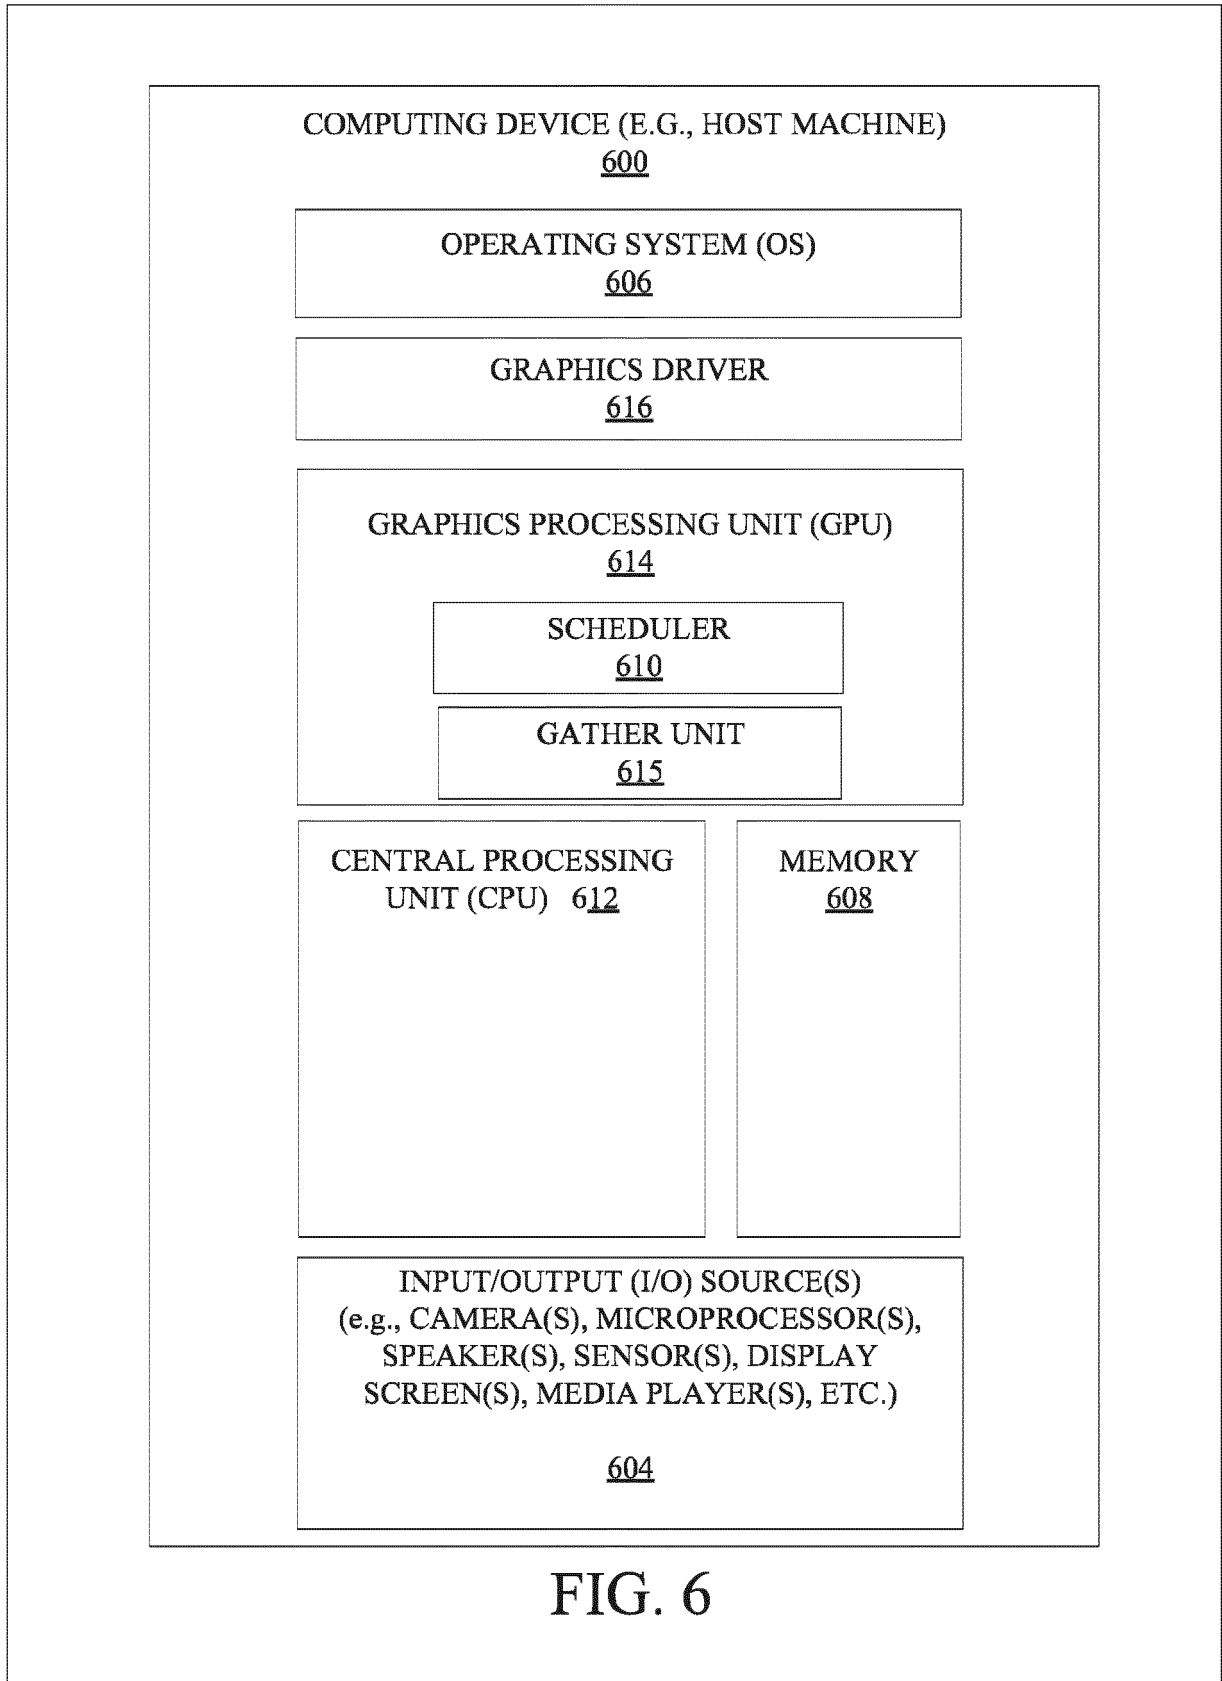 COMPUTING DEVICE (E.G., HOST MACHINE)
600
OPERATING SYSTEM (OS)
606
GRAPHICS DRIVER
616
GRAPHICS PROCESSING UNIT (GPU)
614
SCHEDULER
610
GATHER UNIT
615
CENTRAL PROCESSING
UNIT (CPU) 612
MEMORY
608
INPUT/OUTPUT (I/O) SOURCE(S)
(e.g., CAMERA(S), MICROPROCESSOR(S),
SPEAKER(S), SENSOR(S), DISPLAY
SCREEN(S), MEDIA PLAYER(S), ETC.)
604
FIG. 6